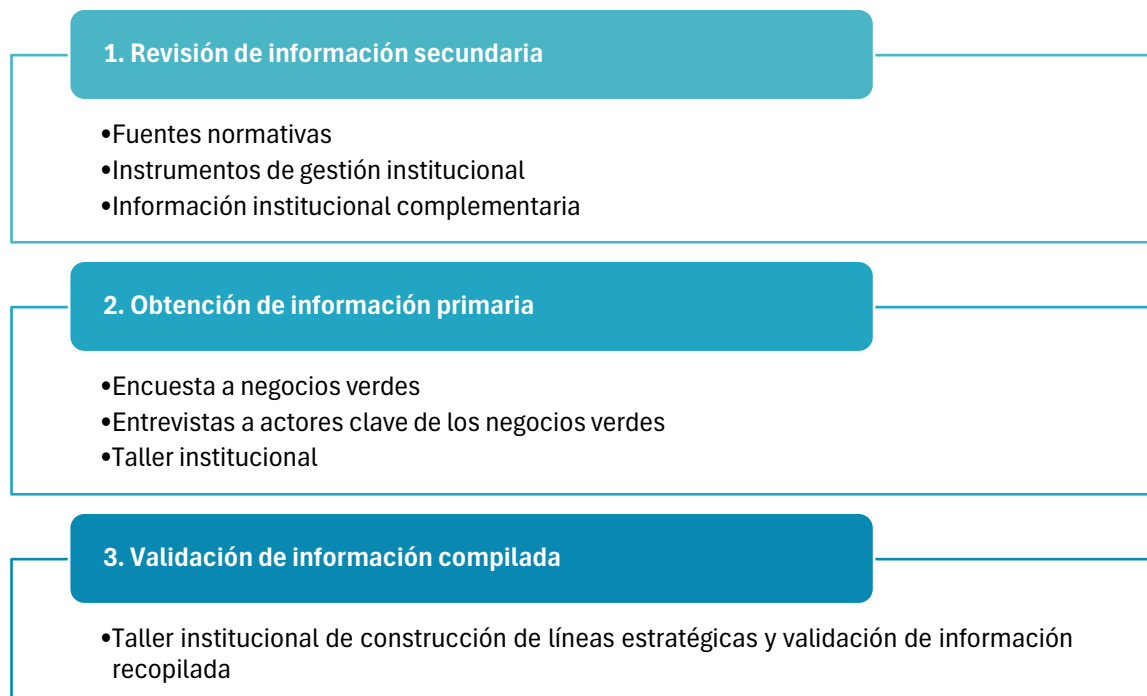 1. Revisión de información secundaria
•Fuentes normativas
•Instrumentos de gestión institucional
•Información institucional complementaria
2. Obtención de información primaria
•Encuesta a negocios verdes
•Entrevistas a actores clave de los negocios verdes
•Taller institucional
3. Validación de información compilada
•Taller institucional de construcción de líneas estratégicas y validación de información
recopilada